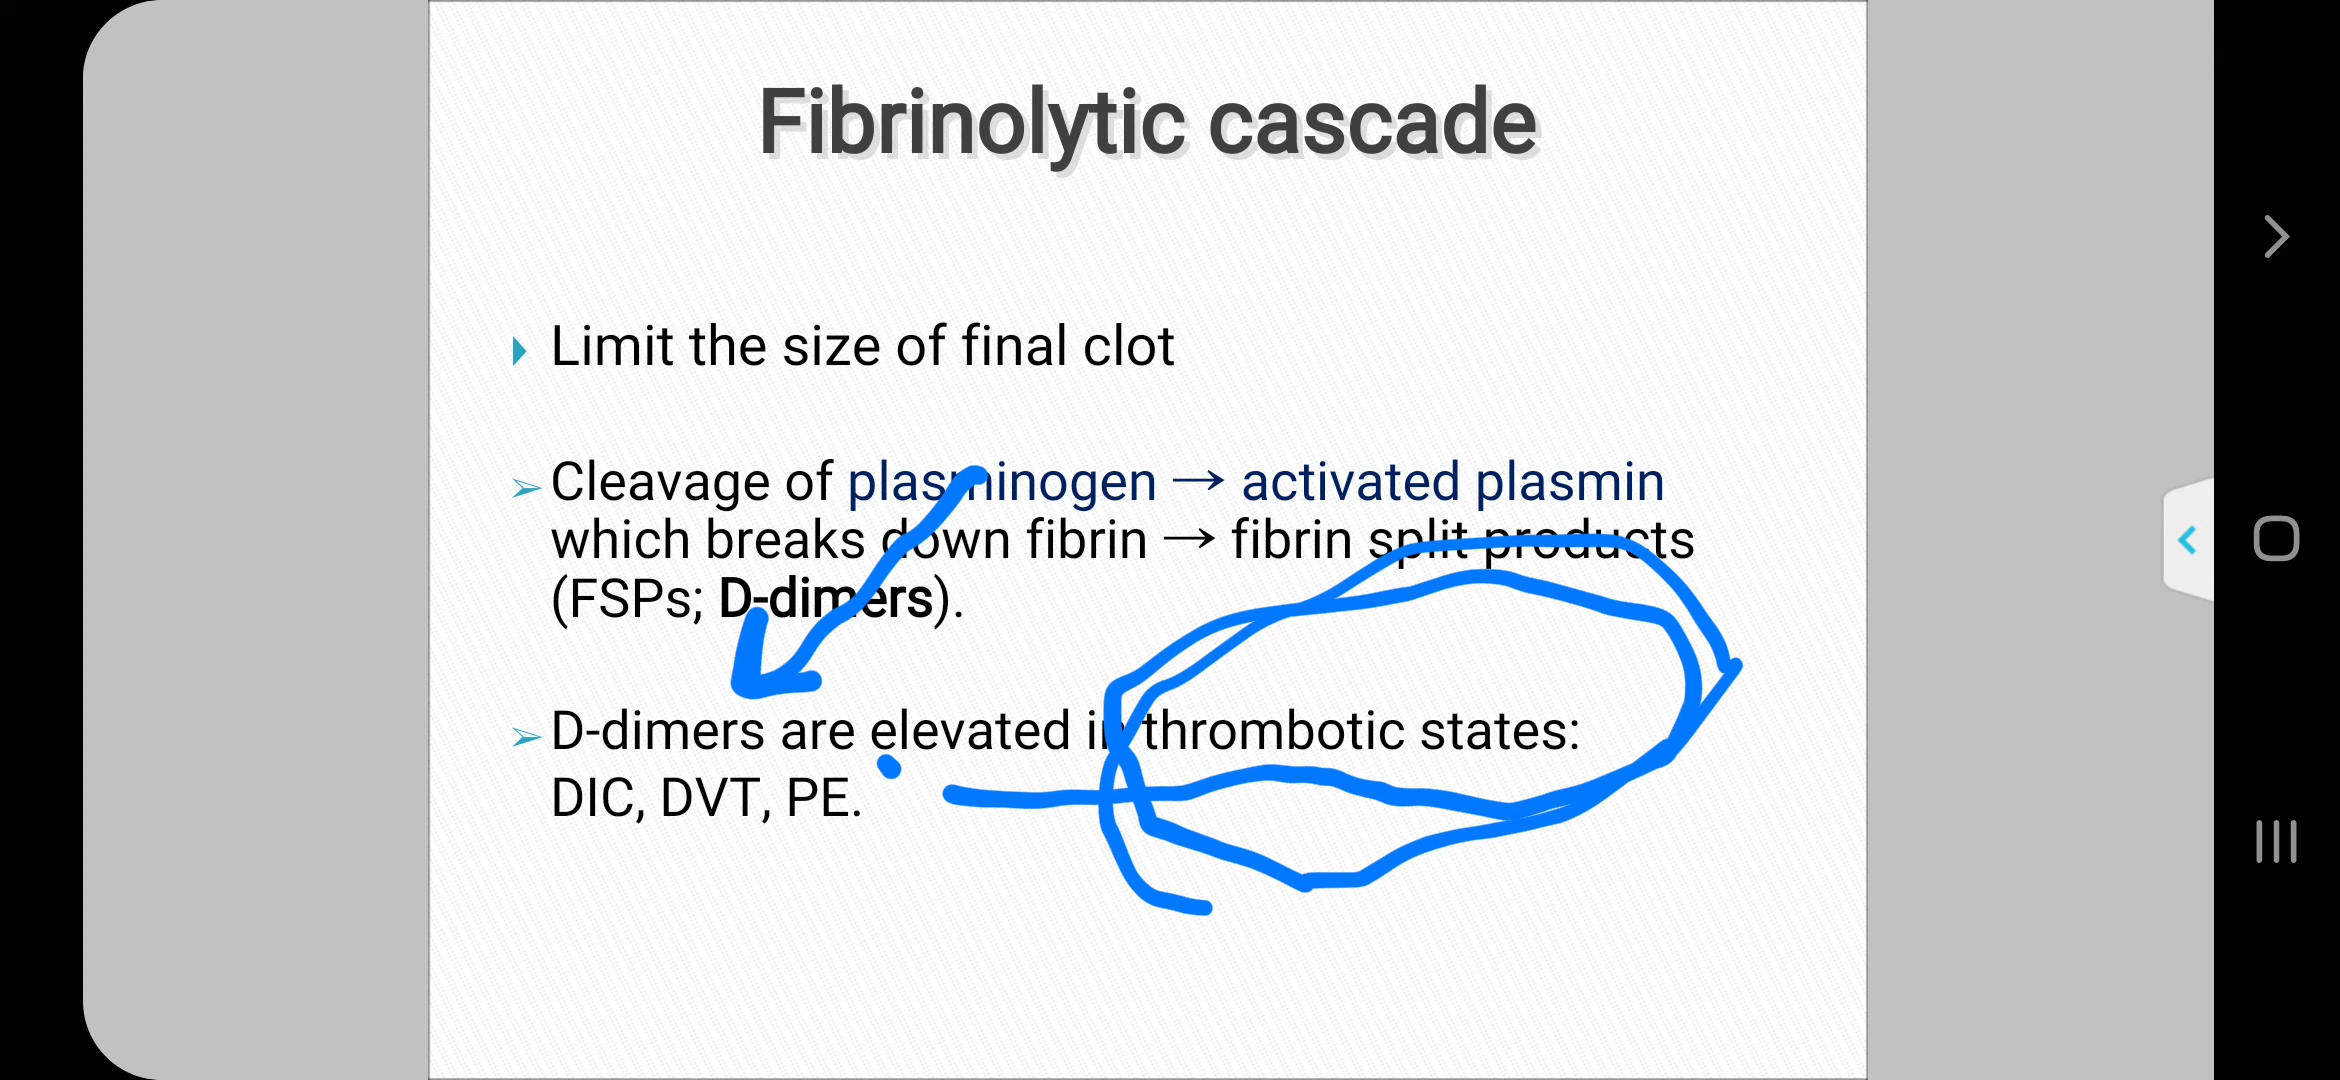 Fibrinolytic cascade
Limit the size of final clot
Cleavage of plasminogen → activated plasmin
which breaks down fibrin → fibrin split products
(FSPs; D-dimers).
D-dimers are elevated in thrombotic states:
DIC, DVT, PE.